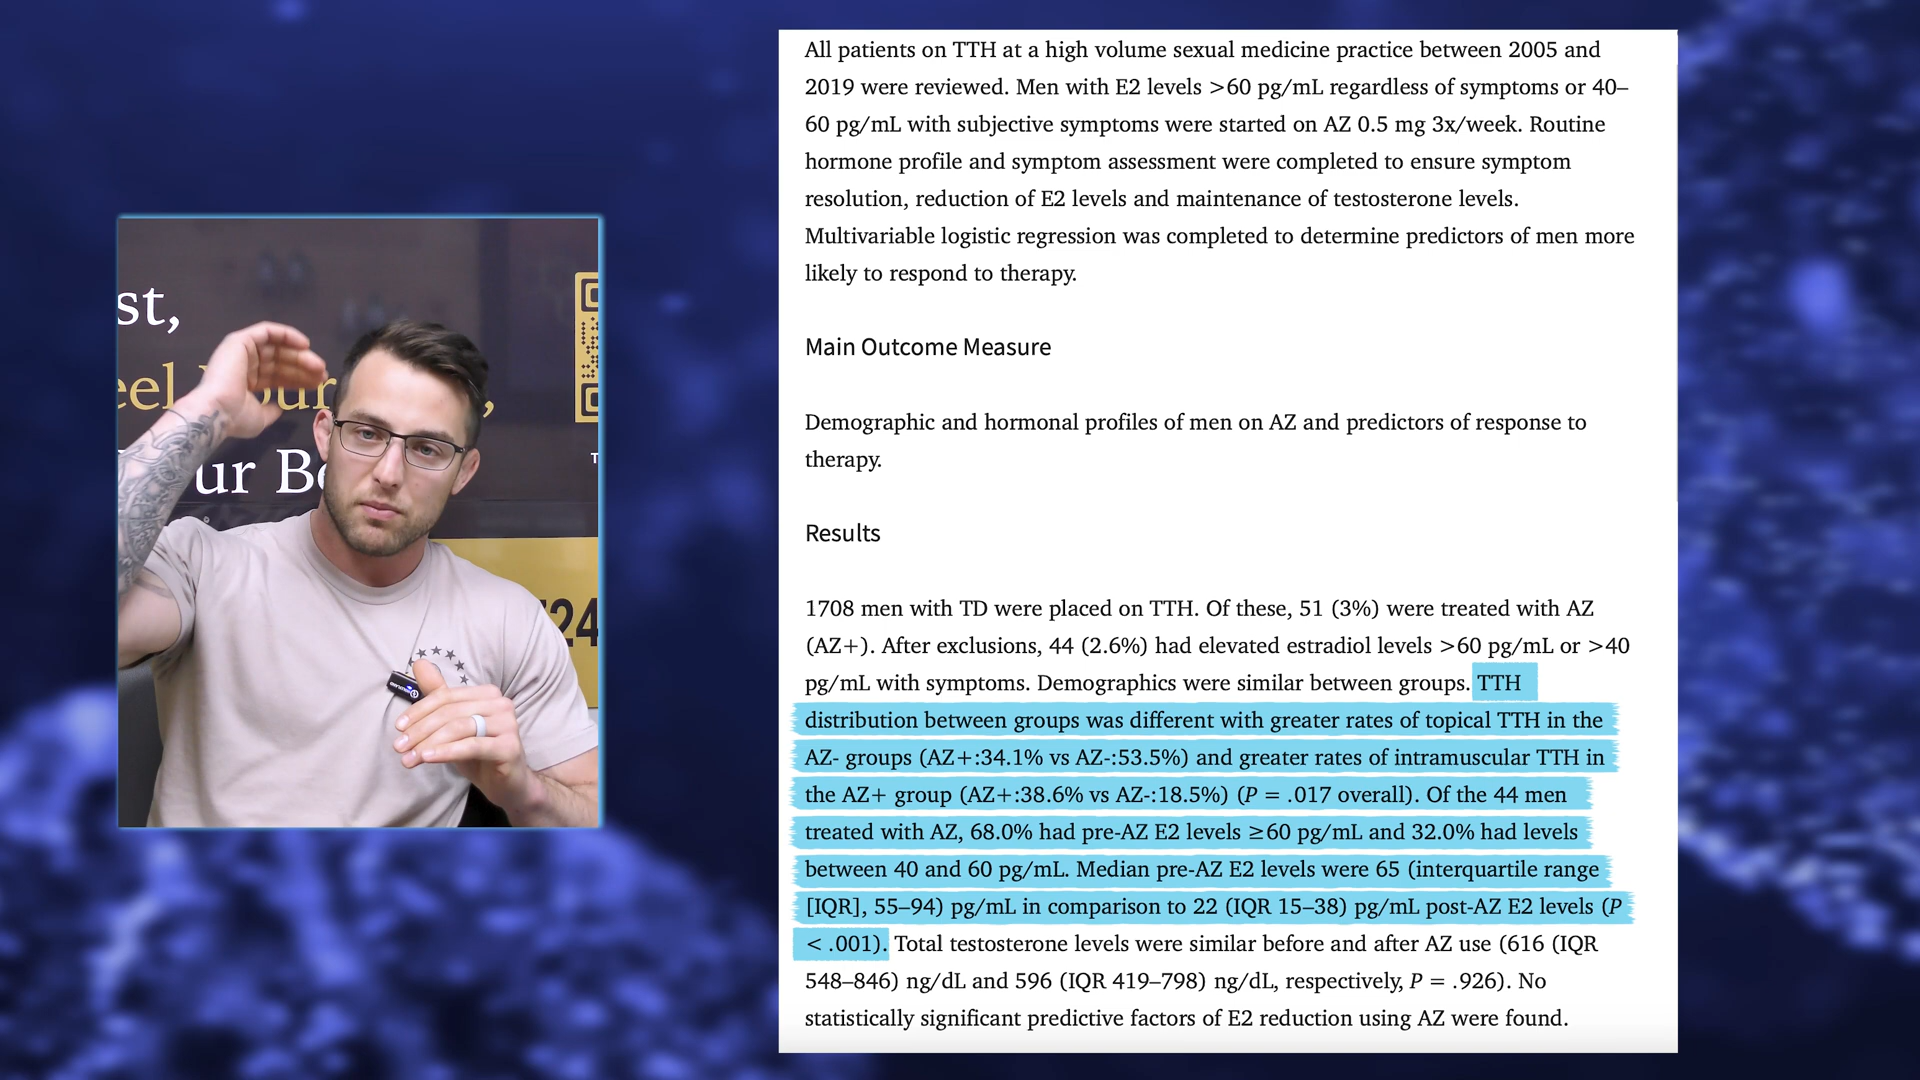 st,
eel Your
,
ur Be
T
24
All patients on TTH at a high volume sexual medicine practice between 2005 and
2019 were reviewed. Men with E2 levels >60 pg/mL regardless of symptoms or 40–
60 pg/mL with subjective symptoms were started on AZ 0.5 mg 3x/week. Routine
hormone profile and symptom assessment were completed to ensure symptom
resolution, reduction of E2 levels and maintenance of testosterone levels.
Multivariable logistic regression was completed to determine predictors of men more
likely to respond to therapy.
Main Outcome Measure
Demographic and hormonal profiles of men on AZ and predictors of response to
therapy.
Results
1708 men with TD were placed on TTH. Of these, 51 (3%) were treated with AZ
(AZ+). After exclusions, 44 (2.6%) had elevated estradiol levels >60 pg/mL or >40
pg/mL with symptoms. Demographics were similar between groups. TTH
distribution between groups was different with greater rates of topical TTH in the
AZ- groups (AZ+:34.1% vs AZ-:53.5%) and greater rates of intramuscular TTH in
the AZ+ group (AZ+:38.6% vs AZ-:18.5%) (P = .017 overall). Of the 44 men
treated with AZ, 68.0% had pre-AZ E2 levels ≥60 pg/mL and 32.0% had levels
between 40 and 60 pg/mL. Median pre-AZ E2 levels were 65 (interquartile range
[IQR], 55–94) pg/mL in comparison to 22 (IQR 15–38) pg/mL post-AZ E2 levels (P
< .001). Total testosterone levels were similar before and after AZ use (616 (IQR
548–846) ng/dL and 596 (IQR 419–798) ng/dL, respectively, P = .926). No
statistically significant predictive factors of E2 reduction using AZ were found.